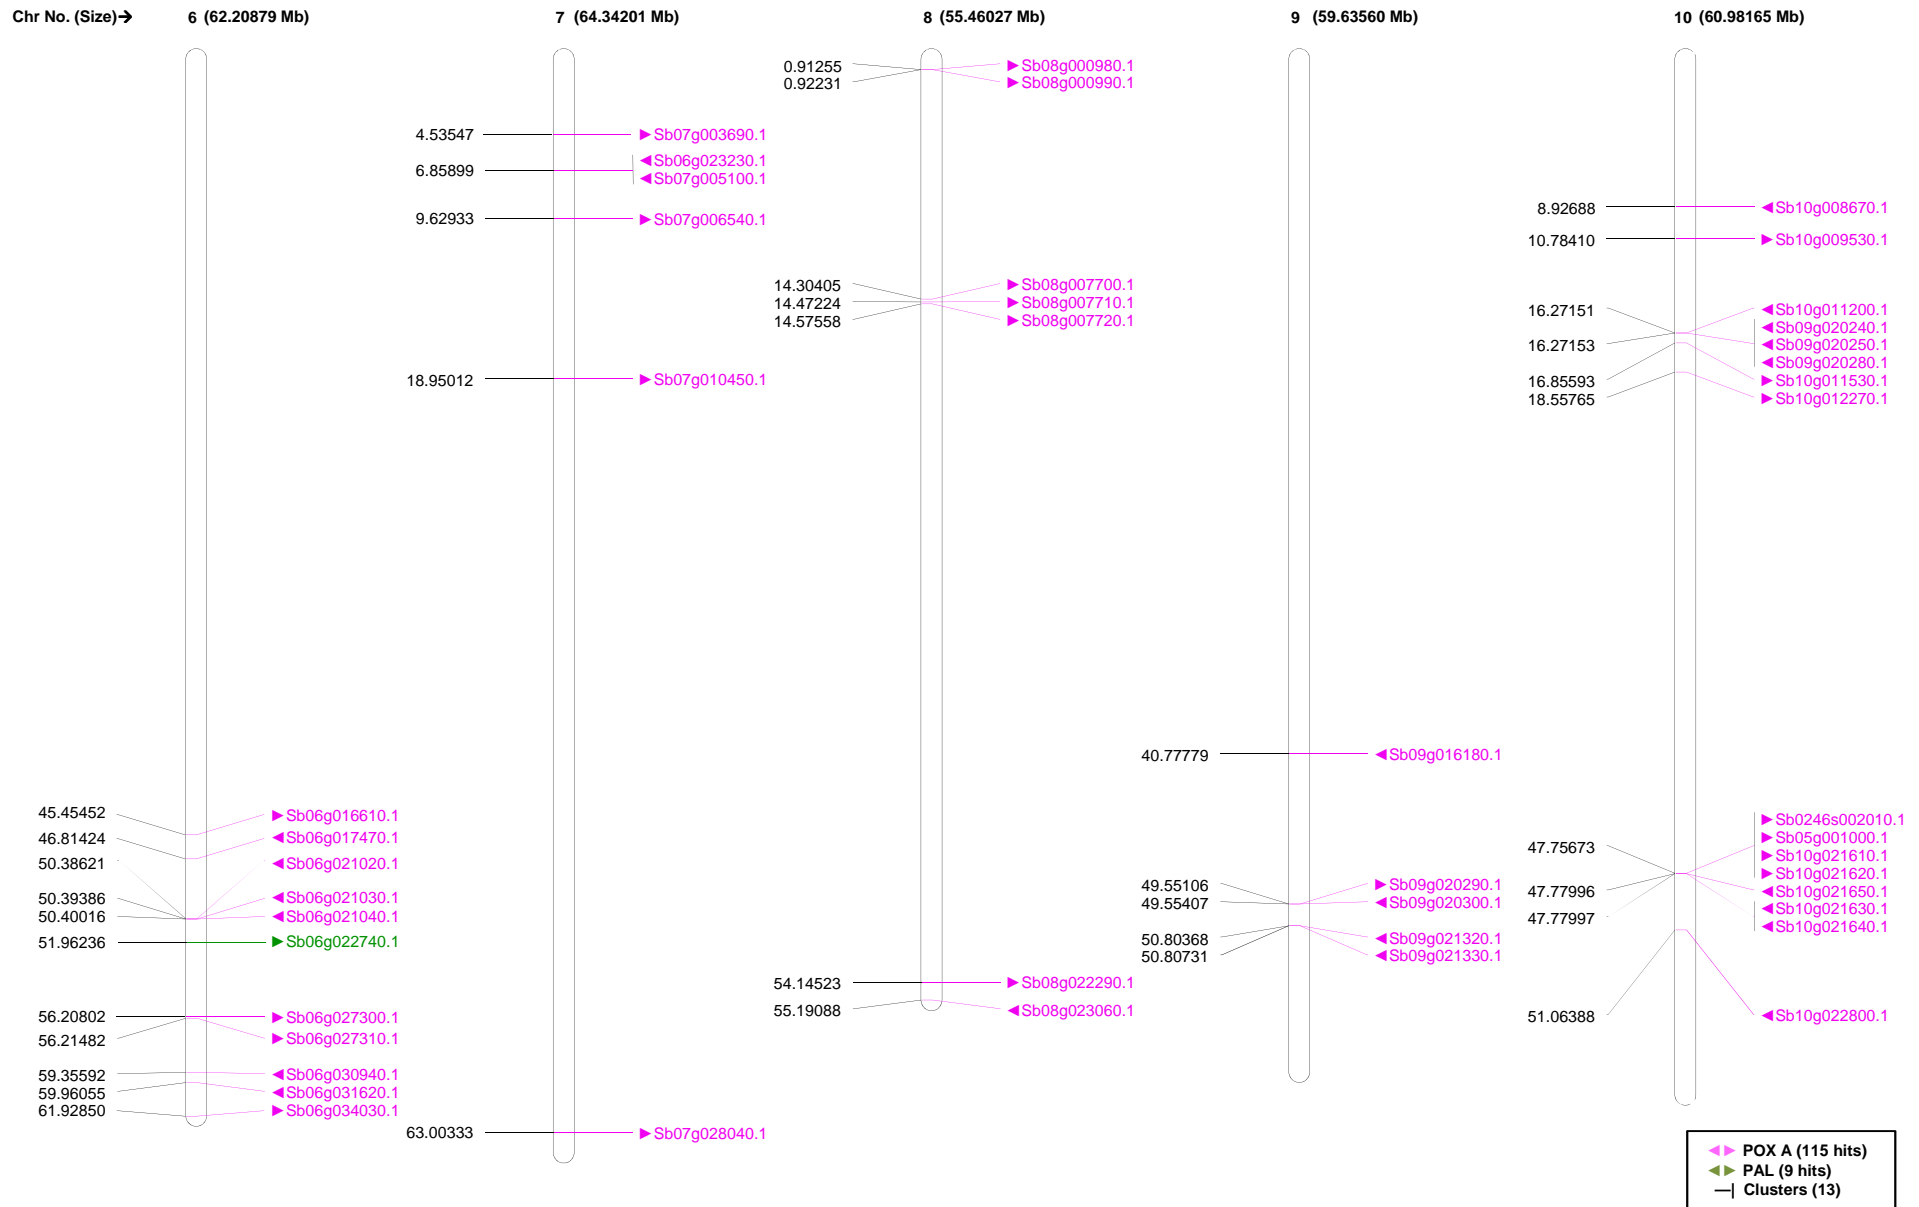 Chr No. (Size)→ 6 (62.20879 Mb) 7 (64.34201 Mb) 8 (55.46027 Mb) 9 (59.63560 Mb) 10 (60.98165 Mb)
45.45452 Sb06g016610.1
46.81424 Sb06g017470.1
50.38621 Sb06g021020.1
50.39386 Sb06g021030.1
50.40016 Sb06g021040.1
51.96236 Sb06g022740.1
56.20802 Sb06g027300.1
56.21482 Sb06g027310.1
59.35592 Sb06g030940.1
59.96055 Sb06g031620.1
61.92850 Sb06g034030.1
4.53547 Sb07g003690.1
Sb06g023230.1
6.85899 Sb07g005100.1
9.62933 Sb07g006540.1
18.95012 Sb07g010450.1
63.00333 Sb07g028040.1
0.91255 Sb08g000980.1
0.92231 Sb08g000990.1
14.30405 Sb08g007700.1
14.47224 Sb08g007710.1
14.57558 Sb08g007720.1
54.14523 Sb08g022290.1
55.19088 Sb08g023060.1
40.77779 Sb09g016180.1
49.55106 Sb09g020290.1
49.55407 Sb09g020300.1
50.80368 Sb09g021320.1
50.80731 Sb09g021330.1
8.92688 Sb10g008670.1
10.78410 Sb10g009530.1
16.27151 Sb10g011200.1
Sb09g020240.1
16.27153 Sb09g020250.1
Sb09g020280.1
16.85593 Sb10g011530.1
18.55765 Sb10g012270.1
Sb0246s002010.1
Sb05g001000.1
47.75673 Sb10g021610.1
Sb10g021620.1
47.77996 Sb10g021650.1
Sb10g021630.1
47.77997 Sb10g021640.1
51.06388 Sb10g022800.1
POX A (115 hits)
PAL (9 hits)
Clusters (13)